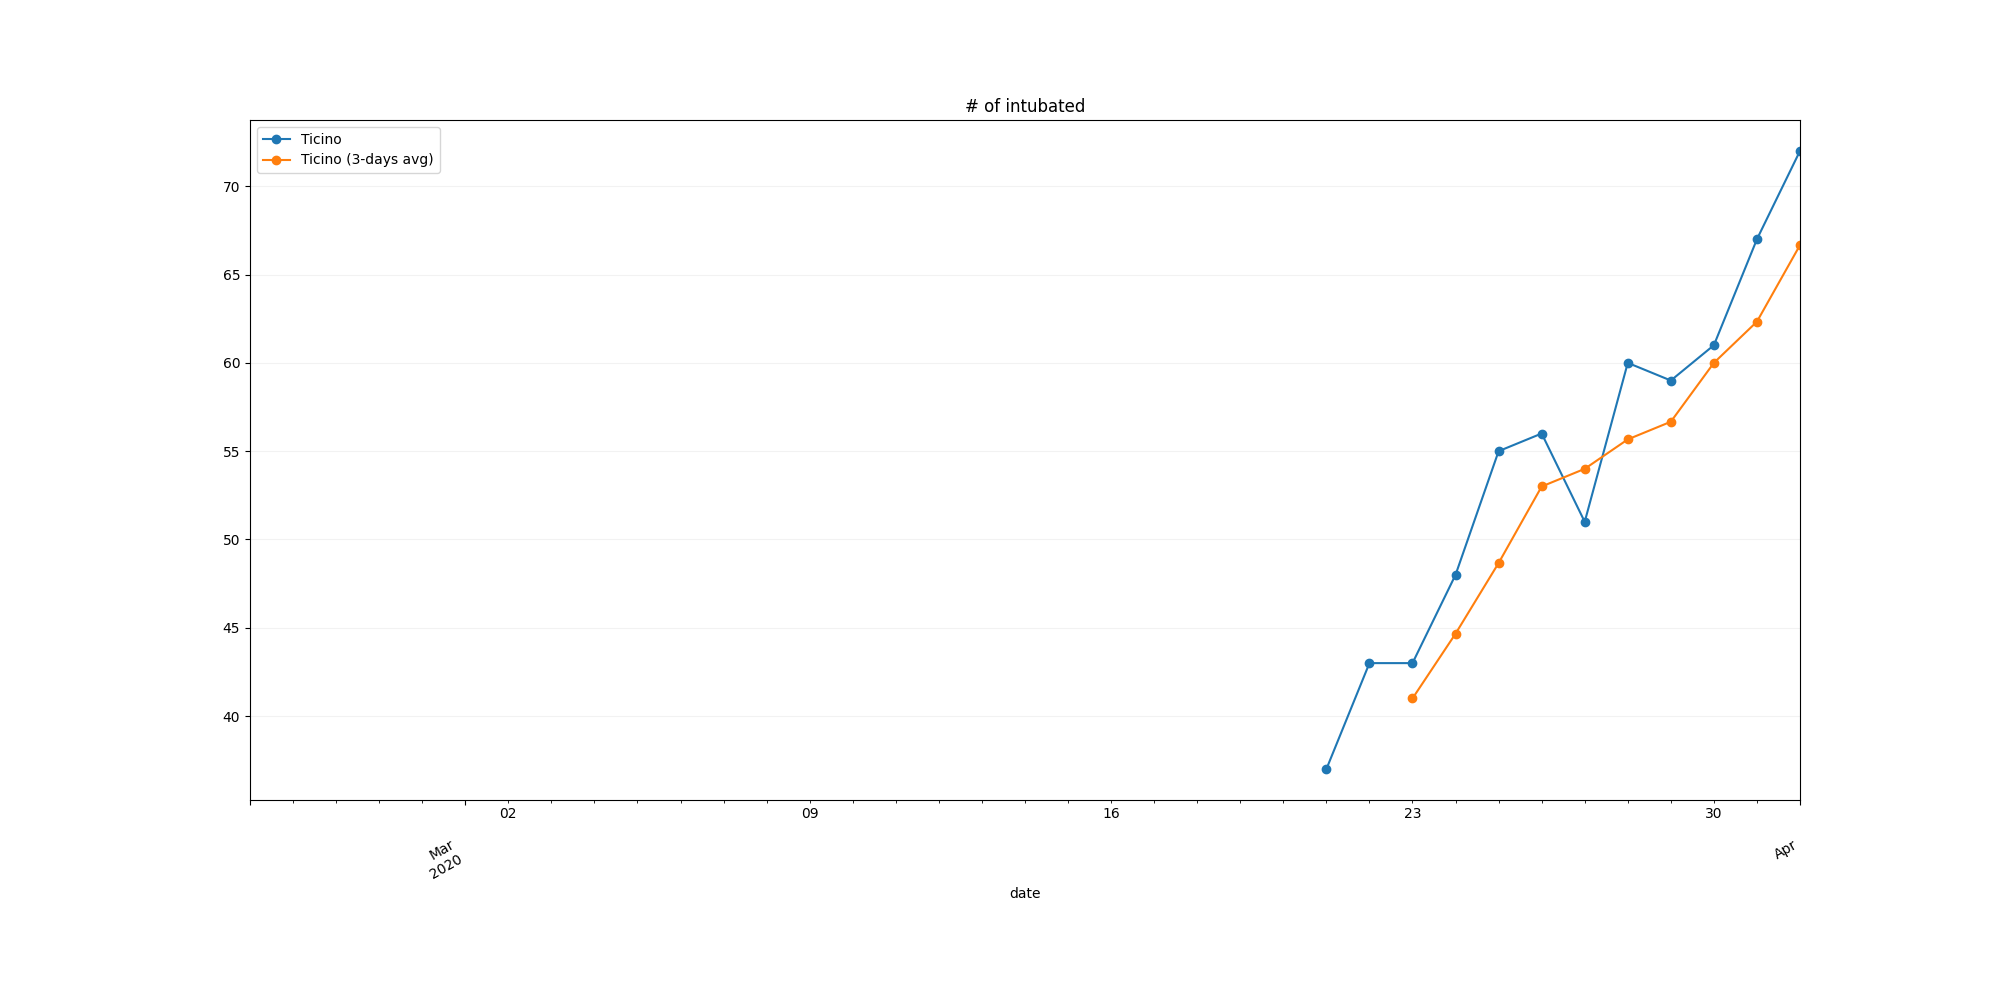 # of intubated
Ticino
Ticino (3-days avg)
70
65
60
55
50
45
40
02
09
16
23
30
Mar
2020
Apr
date